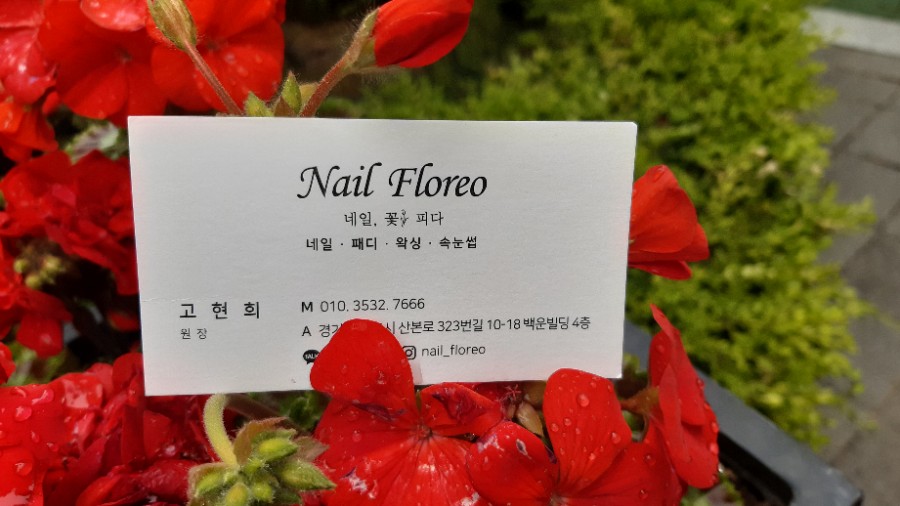 Nail Floreo
네일, 꽃 피다
네일 · 패디 · 왁싱 · 속눈썹
고현희
원장
M 010. 3532. 7666
A 경기 시 산본로 323번길 10-18 백운빌딩 4층
TALK nail_floreo